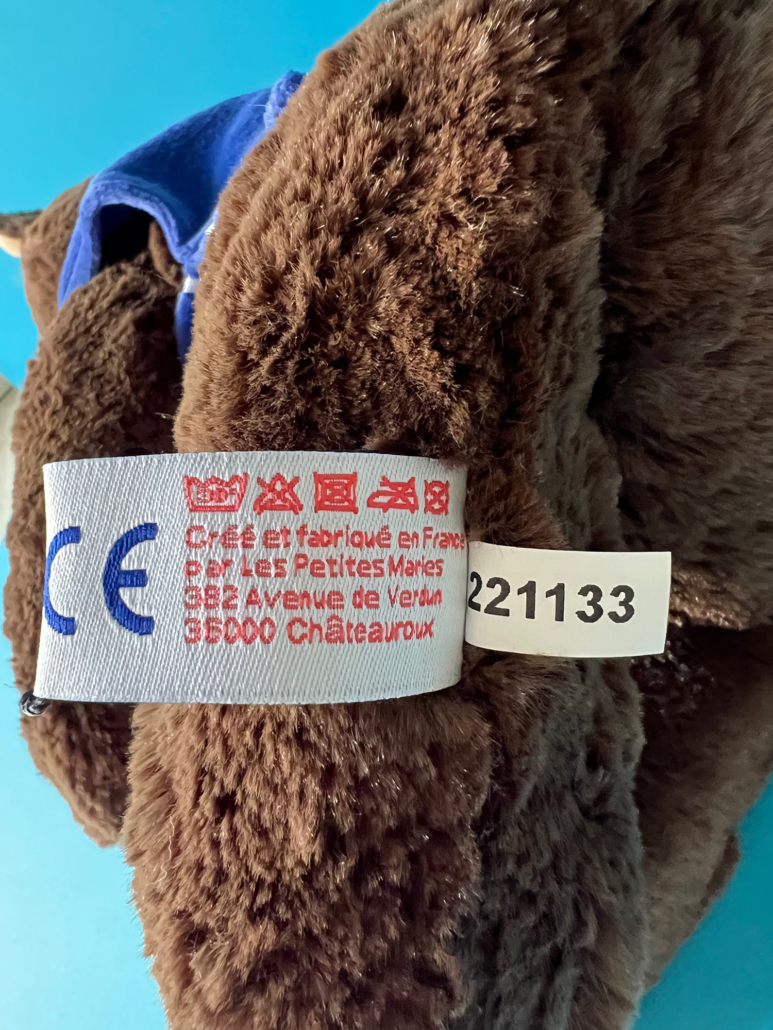 CE
Créé et fabriqué en France
par Les Petites Maries
382 Avenue de Verdun
36000 Châteauroux
221133